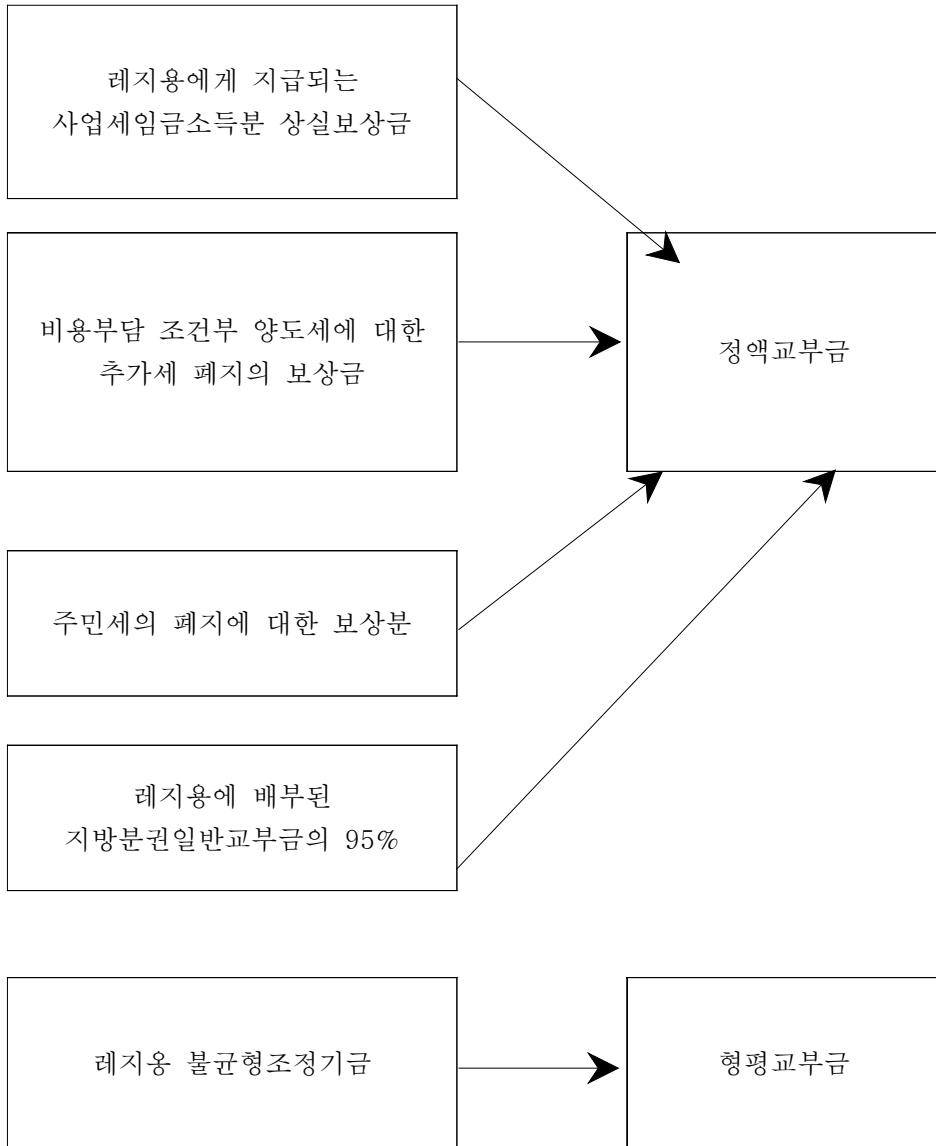 레지용에게 지급되는
사업세임금소득분 상실보상금
비용부담 조건부 양도세에 대한
추가세 폐지의 보상금
정액교부금
주민세의 폐지에 대한 보상분
레지용에 배부된
지방분권일반교부금의 95%
레지옹 불균형조정기금
형평교부금